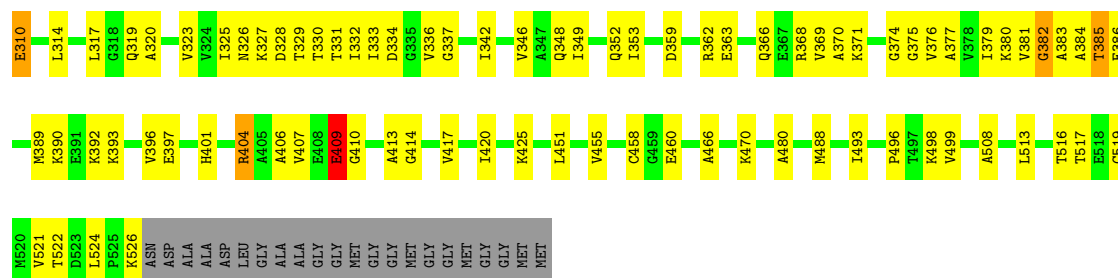 E310 L314 L317 G318 Q319 A320 V323 V324 I325 N326 K327 D328 T329 T330 T331 I332 I333 D334 G335 V336 G337 I342 V346 A347 Q348 I349 Q352 I353 D359 R362 E363 Q366 E367 R368 V369 A370 K371 G374 G375 V376 A377 V378 I379 K380 V381 G382 A383 A384 T385
M389 K390 E391 K392 K393 V396 E397 H401 R404 A405 A406 V407 E408 E409 G410 A413 G414 V417 I420 K425 L451 V455 C458 G459 E460 A466 K470 A480 M488 I493 P496 T497 K498 V499 A508 L513 T516 T517 E518
M520 V521 T522 D523 L524 P525 K526 ASN ASP ALA ALA ASP LEU GLY ALA ALA GLY GLY MET GLY GLY MET GLY GLY MET GLY GLY MET MET